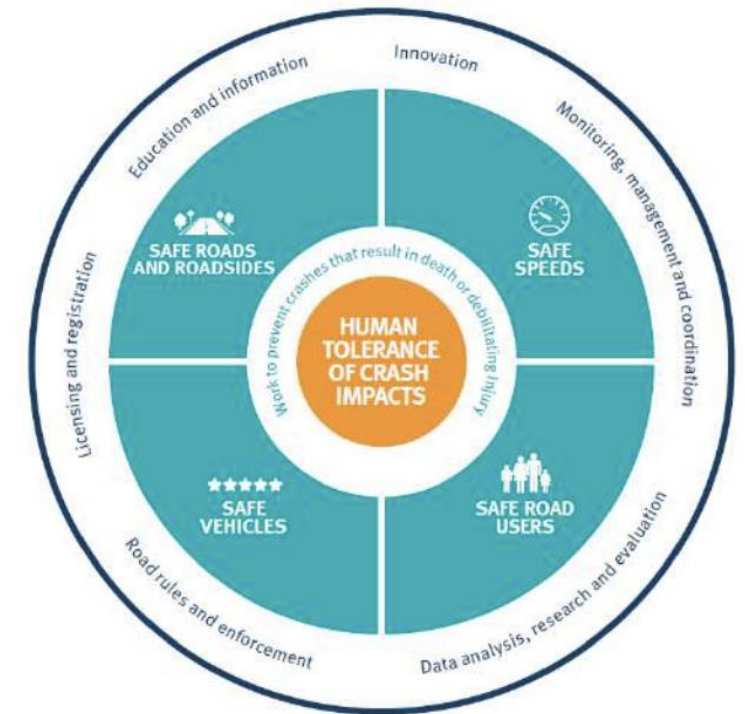 Innovation
Education and information
Monitoring, management and coordination
Licensing and registration
SAFE ROADS
AND ROADSIDES
SAFE
SPEEDS
Work to prevent crashes that result in death or debilitating injury
HUMAN
TOLERANCE
OF CRASH
IMPACTS
SAFE
VEHICLES
SAFE ROAD
USERS
Road rules and enforcement
Data analysis, research and evaluation